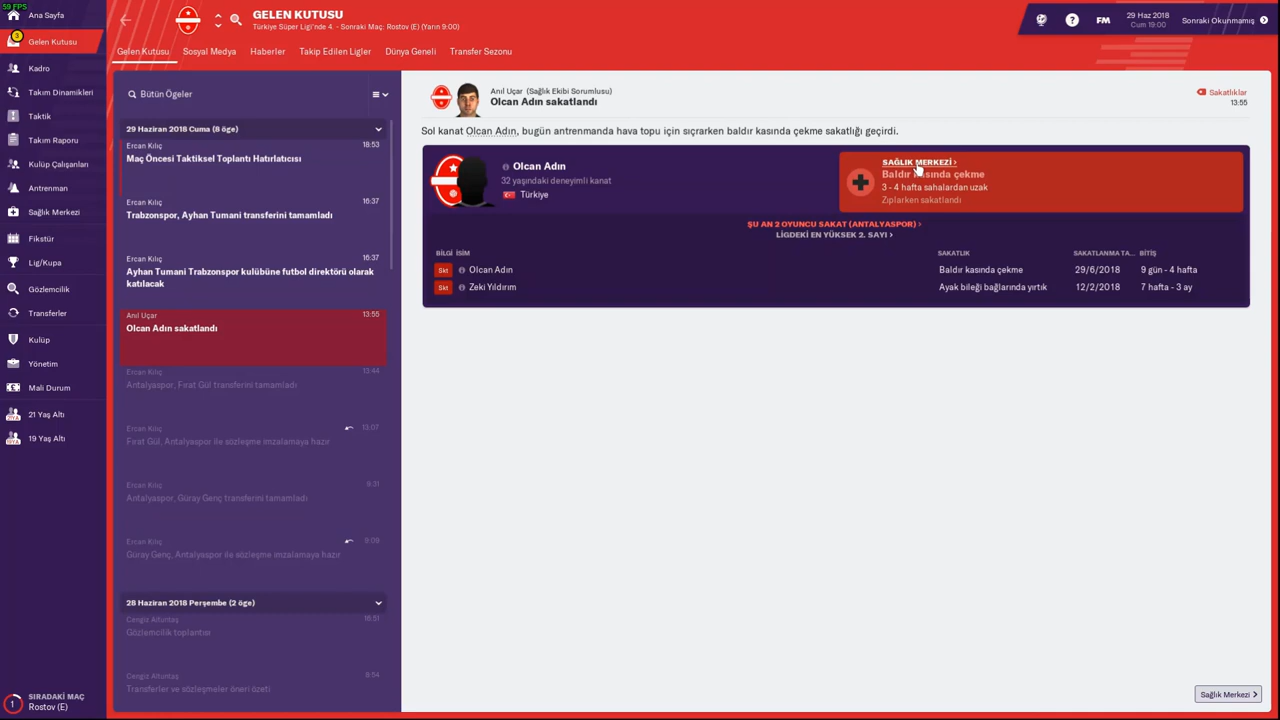 59 FPS
Ana Sayfa
3
Gelen Kutusu
Kadro
Takım Dinamikleri
Taktik
Takım Raporu
Kulüp Çalışanları
Antrenman
Sağlık Merkezi
Fikstür
Lig/Kupa
Gözlemcilik
Transferler
Kulüp
Yönetim
Mali Durum
21 Yaş Altı
19 Yaş Altı
1
SIRADAKİ MAÇ
Rostov (E)
GELEN KUTUSU
Türkiye Süper Ligi'nde 4. - Sonraki Maç: Rostov (E) (Yarın 9:00)
?
FM
29 Haz 2018
Cum 19:00
Sonraki Okunmamış
Gelen Kutusu
Sosyal Medya
Haberler
Takip Edilen Ligler
Dünya Geneli
Transfer Sezonu
Bütün Ögeler
29 Haziran 2018 Cuma (8 öge)
Ercan Kılıç 18:53
Maç Öncesi Taktiksel Toplantı Hatırlatıcısı
Ercan Kılıç 16:37
Trabzonspor, Ayhan Tumani transferini tamamladı
Ercan Kılıç 16:37
Ayhan Tumani Trabzonspor kulübüne futbol direktörü olarak
katılacak
Anıl Uçar 13:55
Olcan Adın sakatlandı
Ercan Kılıç 13:44
Antalyaspor, Fırat Gül transferini tamamladı
Ercan Kılıç 13:07
Fırat Gül, Antalyaspor ile sözleşme imzalamaya hazır
Ercan Kılıç 9:31
Antalyaspor, Güray Genç transferini tamamladı
Ercan Kılıç 9:09
Güray Genç, Antalyaspor ile sözleşme imzalamaya hazır
28 Haziran 2018 Perşembe (2 öge)
Cengiz Altuntaş 16:51
Gözlemcilik toplantısı
Cengiz Altuntaş 8:54
Transferler ve sözleşmeler öneri özeti
Anıl Uçar (Sağlık Ekibi Sorumlusu)
Olcan Adın sakatlandı
Sakatlıklar
13:55
Sol kanat Olcan Adın, bugün antrenmanda hava topu için sıçrarken baldır kasında çekme sakatlığı geçirdi.
Olcan Adın
32 yaşındaki deneyimli kanat
Türkiye
SAĞLIK MERKEZİ
Baldır kasında çekme
3 - 4 hafta sahalardan uzak
Zıplarken sakatlandı
ŞU AN 2 OYUNCU SAKAT (ANTALYASPOR)
LİGDEKİ EN YÜKSEK 2. SAYI
BİLGİ İSİM SAKATLIK SAKATLANMA TA... BİTİŞ
Skt Olcan Adın Baldır kasında çekme 29/6/2018 9 gün - 4 hafta
Skt Zeki Yıldırım Ayak bileği bağlarında yırtık 12/2/2018 7 hafta - 3 ay
Sağlık Merkezi